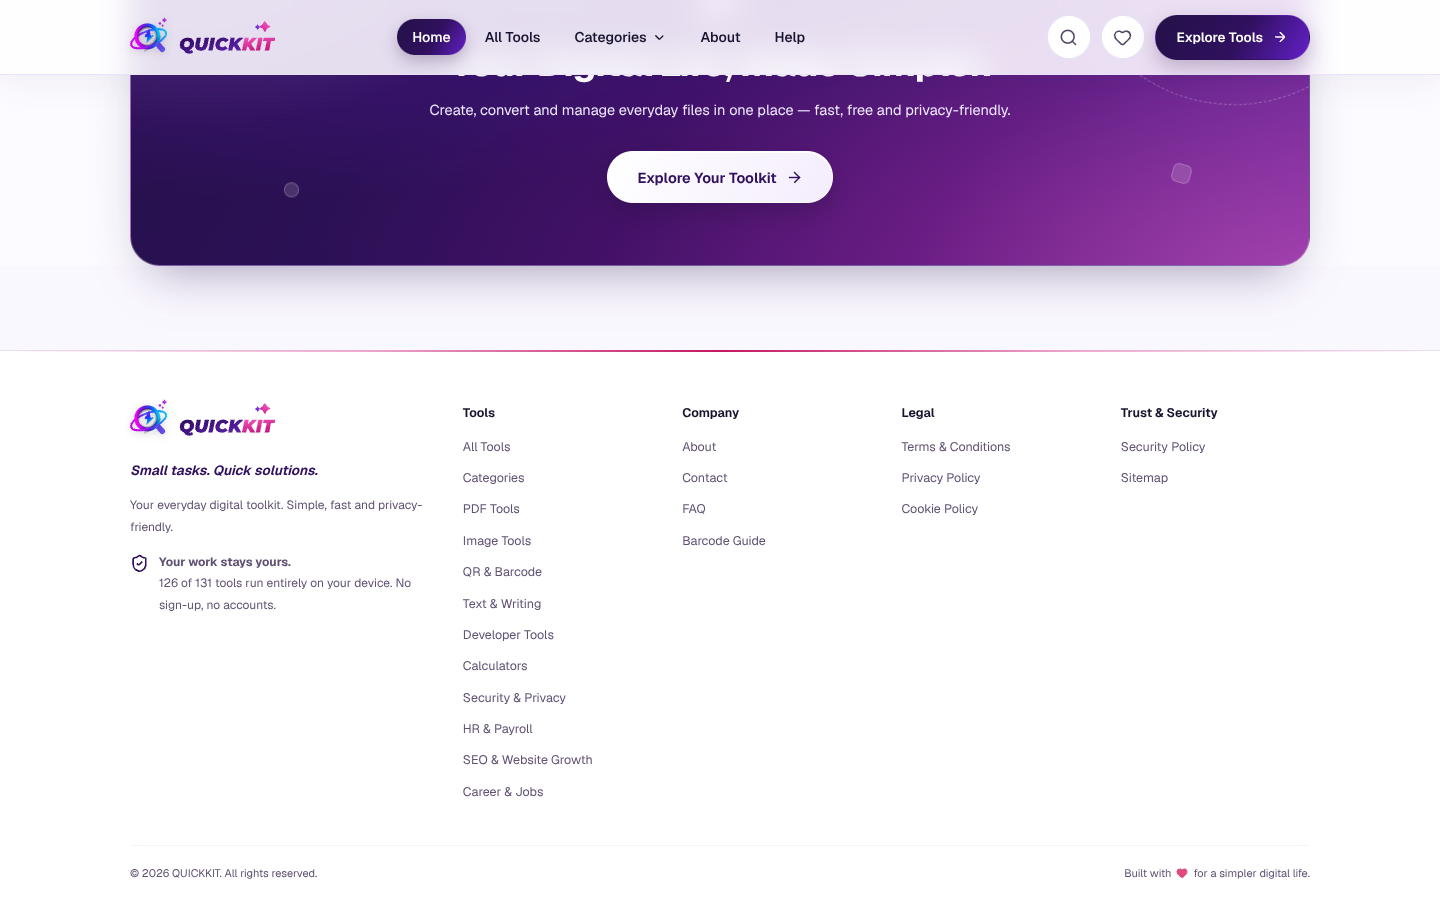 QUICKKIT
Home
All Tools
Categories
About
Help
Explore Tools
Your Digital Life, Made Simpler.
Create, convert and manage everyday files in one place — fast, free and privacy-friendly.
Explore Your Toolkit
QUICKKIT
Small tasks. Quick solutions.
Your everyday digital toolkit. Simple, fast and privacy-
friendly.
Your work stays yours.
126 of 131 tools run entirely on your device. No
sign-up, no accounts.
Tools
All Tools
Categories
PDF Tools
Image Tools
QR & Barcode
Text & Writing
Developer Tools
Calculators
Security & Privacy
HR & Payroll
SEO & Website Growth
Career & Jobs
Company
About
Contact
FAQ
Barcode Guide
Legal
Terms & Conditions
Privacy Policy
Cookie Policy
Trust & Security
Security Policy
Sitemap
© 2026 QUICKKIT. All rights reserved.
Built with ♥ for a simpler digital life.